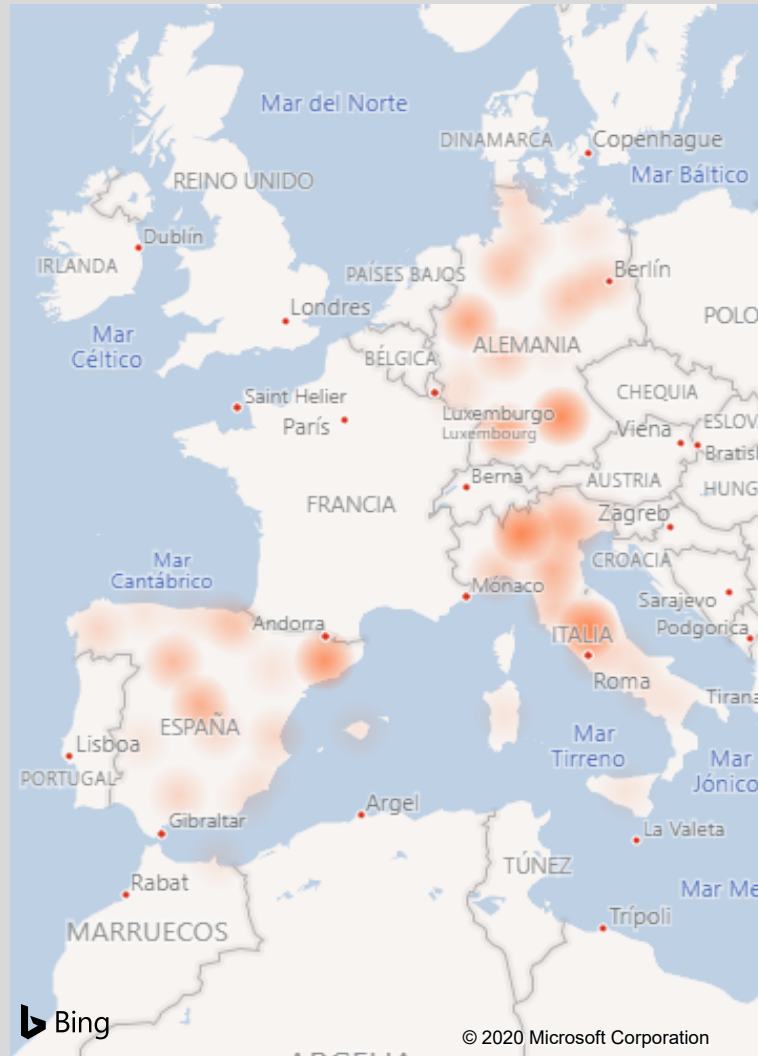 Mar del Norte
DINAMARCA
Copenhague
Mar Báltico
REINO UNIDO
Dublín
IRLANDA
PAÍSES BAJOS
Berlín
Londres
POLO
Mar
Céltico
ALEMANIA
BÉLGICA
CHEQUIA
Saint Helier
París
Luxemburgo
Luxembourg
Viena
ESLOV
Bratisl
Berna
AUSTRIA
HUNG
FRANCIA
Zagreb
CROACIA
Mar
Cantábrico
Mónaco
Sarajevo
Andorra
ITALIA
Podgorica
Roma
Tirana
ESPAÑA
Lisboa
PORTUGAL
Mar
Tirreno
Mar
Jónico
Argel
Gibraltar
La Valeta
TÚNEZ
Rabat
Mar Me
MARRUECOS
Trípoli
Bing
© 2020 Microsoft Corporation